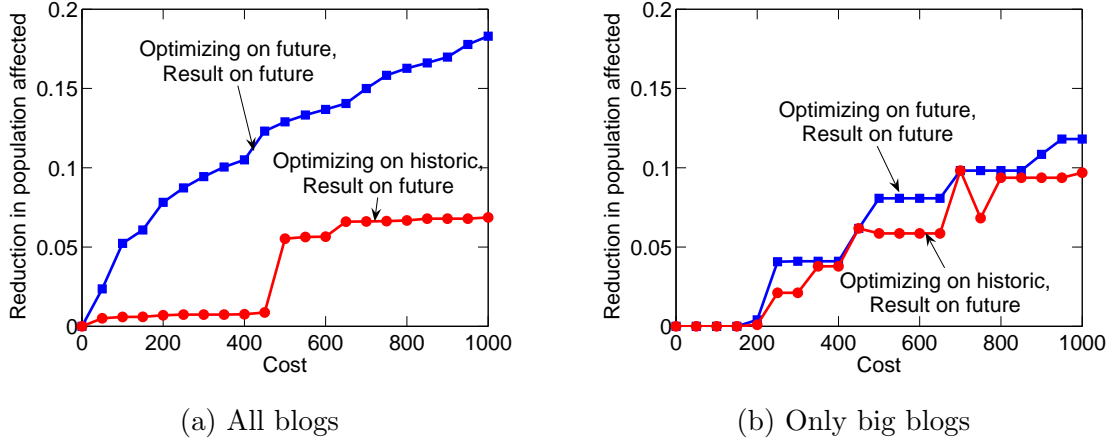 Reduction in population affected
0.2
0.15
0.1
0.05
0
0 200 400 600 800 1000
Cost
Optimizing on future,
Result on future
Optimizing on historic,
Result on future
(a) All blogs
Reduction in population affected
0.2
0.15
0.1
0.05
0
0 200 400 600 800 1000
Cost
Optimizing on future,
Result on future
Optimizing on historic,
Result on future
(b) Only big blogs